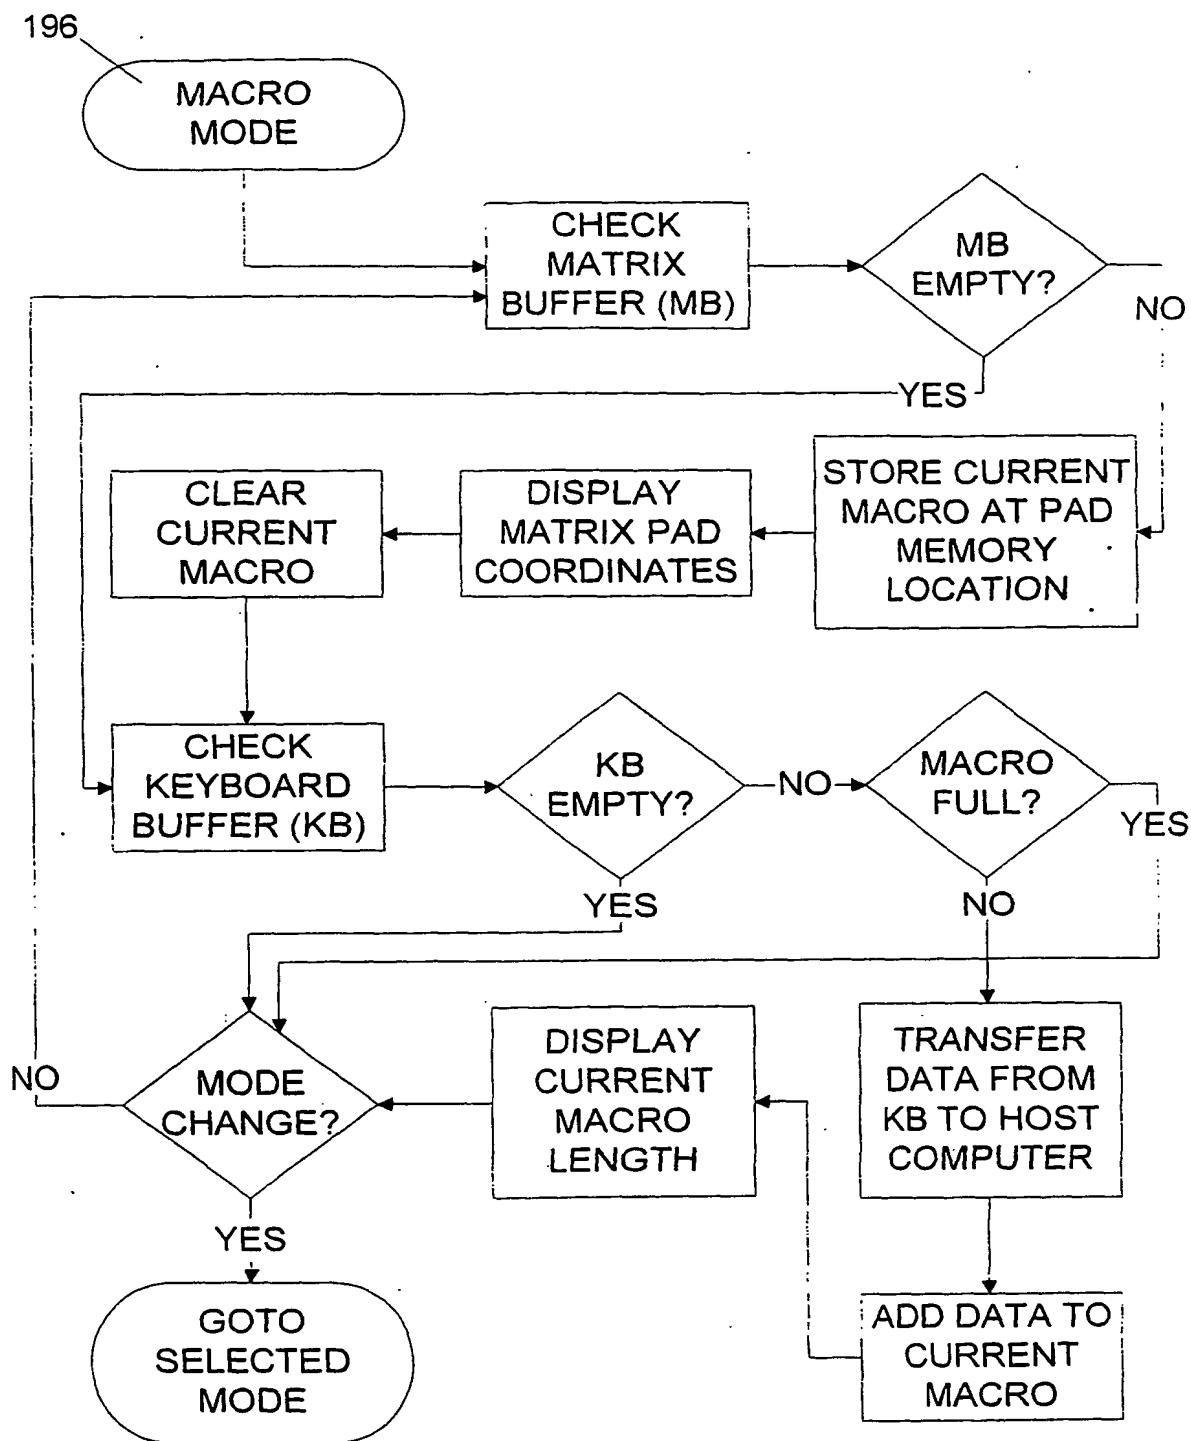 196
MACRO
MODE
CHECK
MATRIX
BUFFER (MB)
MB
EMPTY?
NO
YES
CLEAR
CURRENT
MACRO
DISPLAY
MATRIX PAD
COORDINATES
STORE CURRENT
MACRO AT PAD
MEMORY
LOCATION
CHECK
KEYBOARD
BUFFER (KB)
KB
EMPTY?
NO
MACRO
FULL?
YES
YES
NO
NO
MODE
CHANGE?
DISPLAY
CURRENT
MACRO
LENGTH
TRANSFER
DATA FROM
KB TO HOST
COMPUTER
YES
GOTO
SELECTED
MODE
ADD DATA TO
CURRENT
MACRO